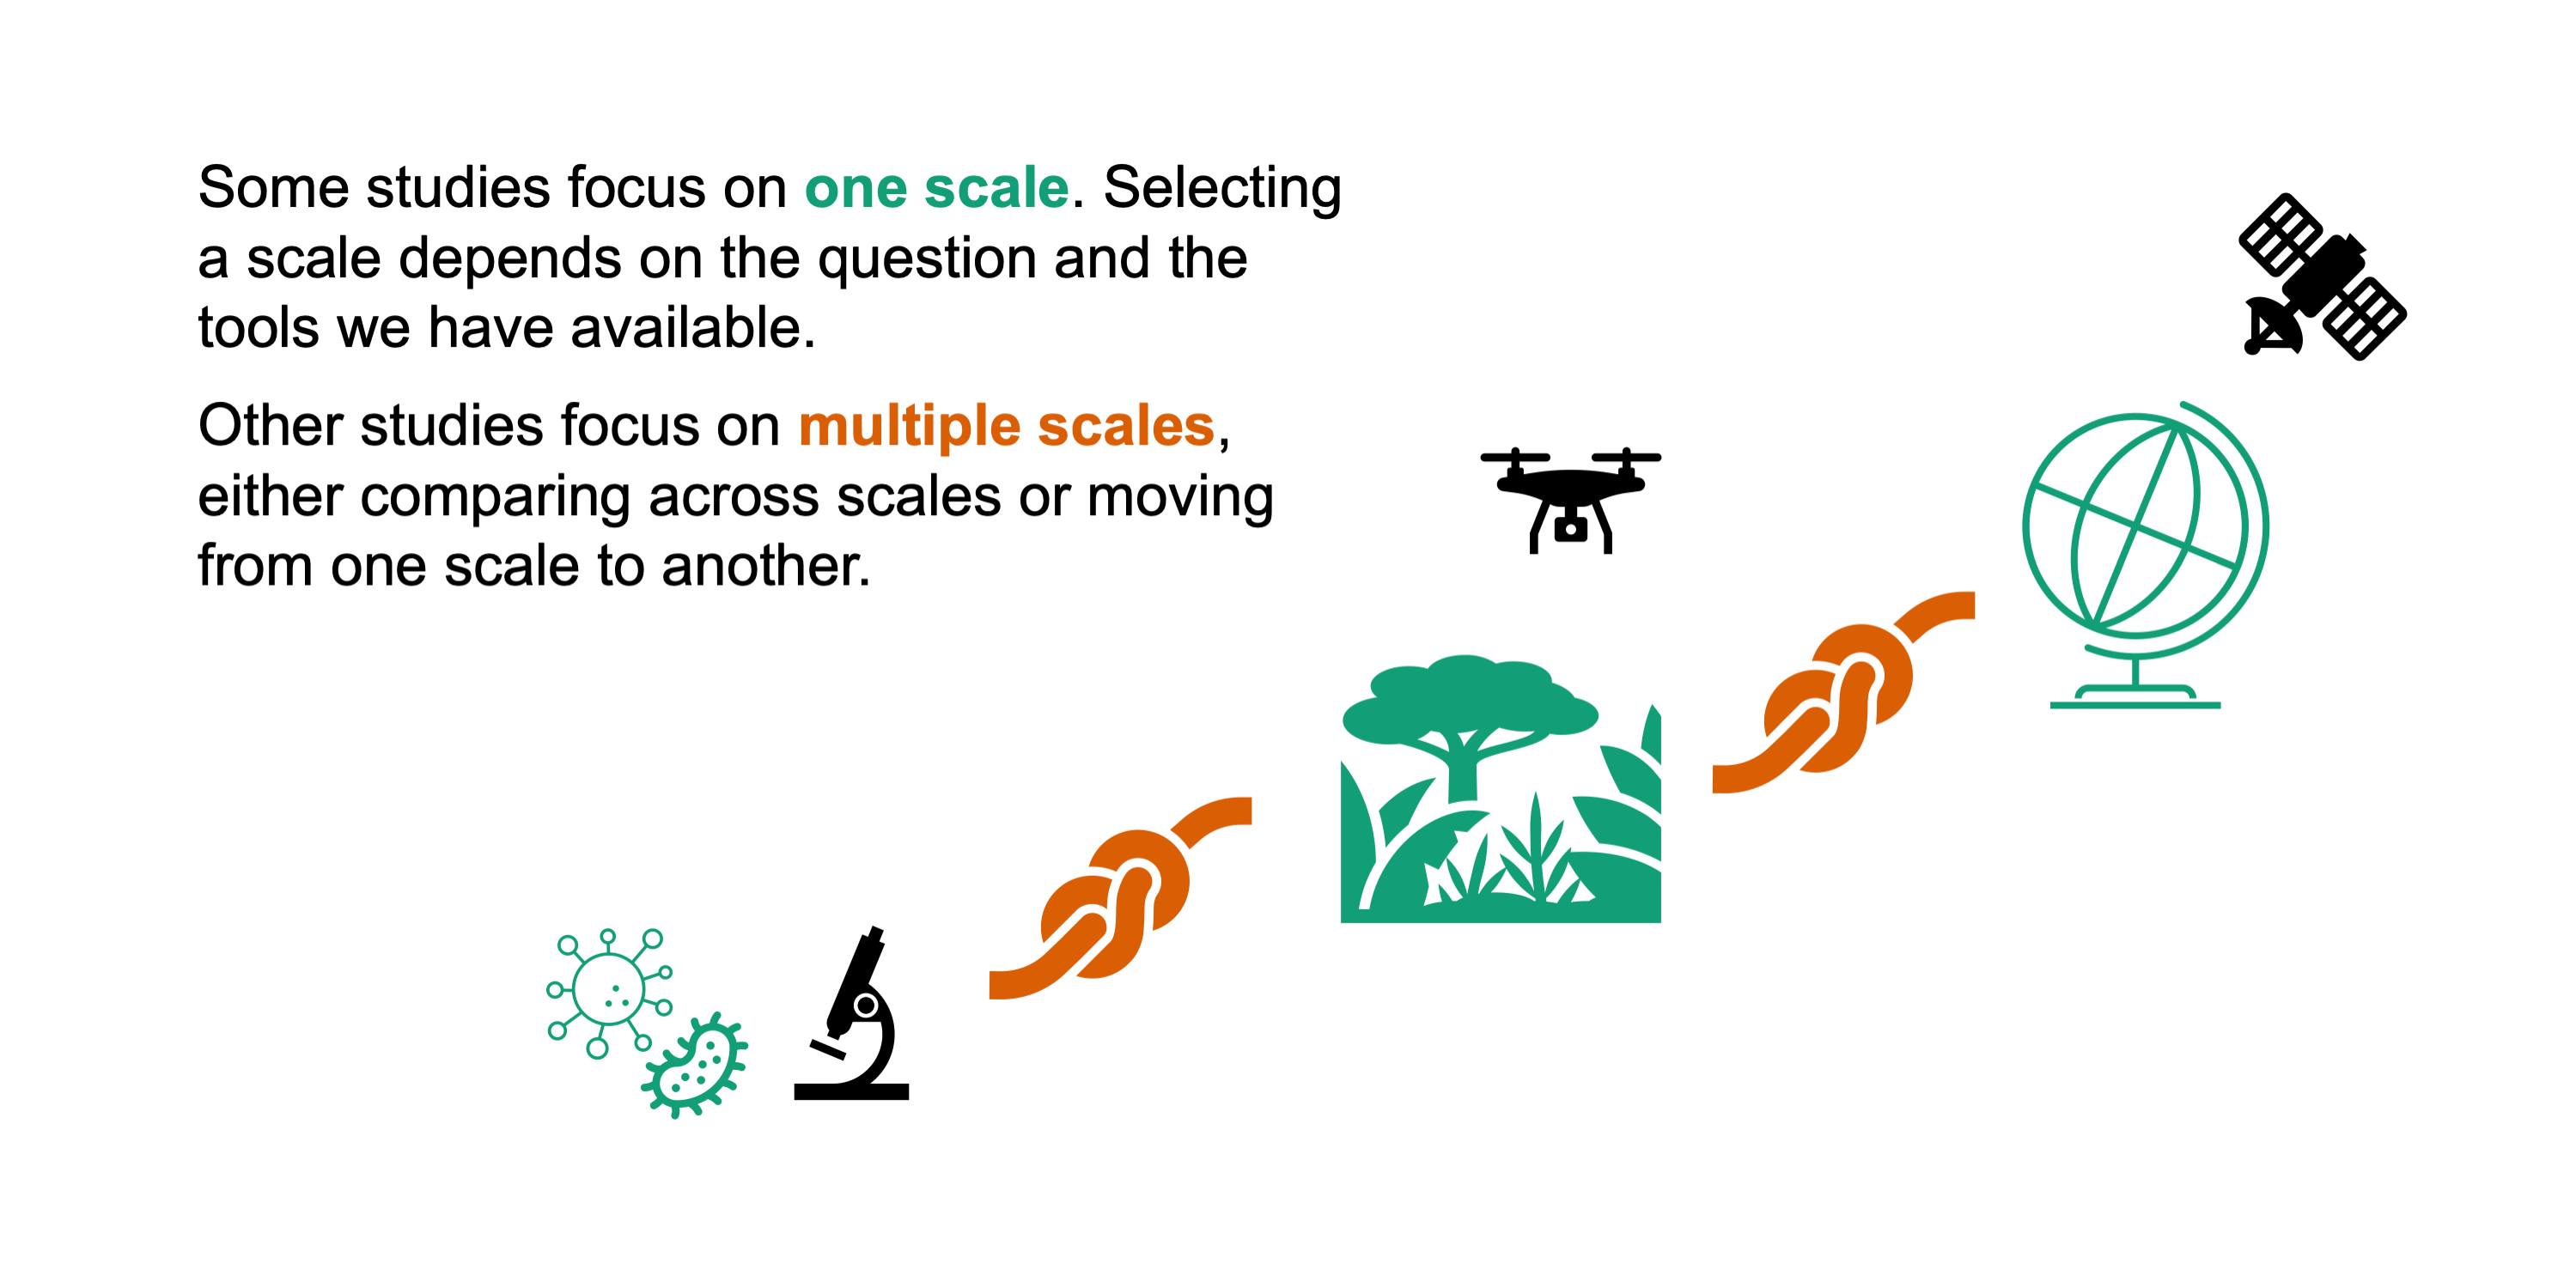 Some studies focus on one scale. Selecting
a scale depends on the question and the
tools we have available.
Other studies focus on multiple scales,
either comparing across scales or moving
from one scale to another.